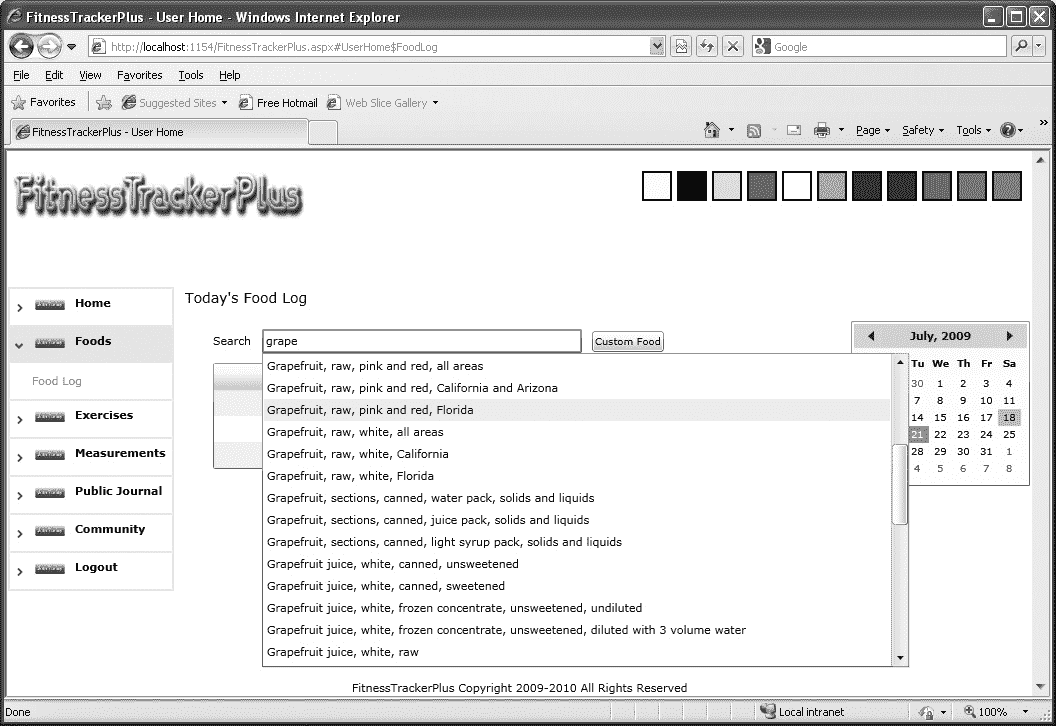 FitnessTrackerPlus - User Home - Windows Internet Explorer
http://localhost:1154/FitnessTrackerPlus.aspx#UserHome$FoodLog
Google
File Edit View Favorites Tools Help
Favorites Suggested Sites Free Hotmail Web Slice Gallery
FitnessTrackerPlus - User Home
Page Safety Tools
»
FitnessTrackerPlus
Home
Foods
Food Log
Exercises
Measurements
Public Journal
Community
Logout
Today's Food Log
Search grape Custom Food
Grapefruit, raw, pink and red, all areas
Grapefruit, raw, pink and red, California and Arizona
Grapefruit, raw, pink and red, Florida
Grapefruit, raw, white, all areas
Grapefruit, raw, white, California
Grapefruit, raw, white, Florida
Grapefruit, sections, canned, water pack, solids and liquids
Grapefruit, sections, canned, juice pack, solids and liquids
Grapefruit, sections, canned, light syrup pack, solids and liquids
Grapefruit juice, white, canned, unsweetened
Grapefruit juice, white, canned, sweetened
Grapefruit juice, white, frozen concentrate, unsweetened, undiluted
Grapefruit juice, white, frozen concentrate, unsweetened, diluted with 3 volume water
Grapefruit juice, white, raw
July, 2009
Tu We Th Fr Sa
30 1 2 3 4
7 8 9 10 11
14 15 16 17 18
21 22 23 24 25
28 29 30 31 1
4 5 6 7 8
FitnessTrackerPlus Copyright 2009-2010 All Rights Reserved
Done Local intranet 100%